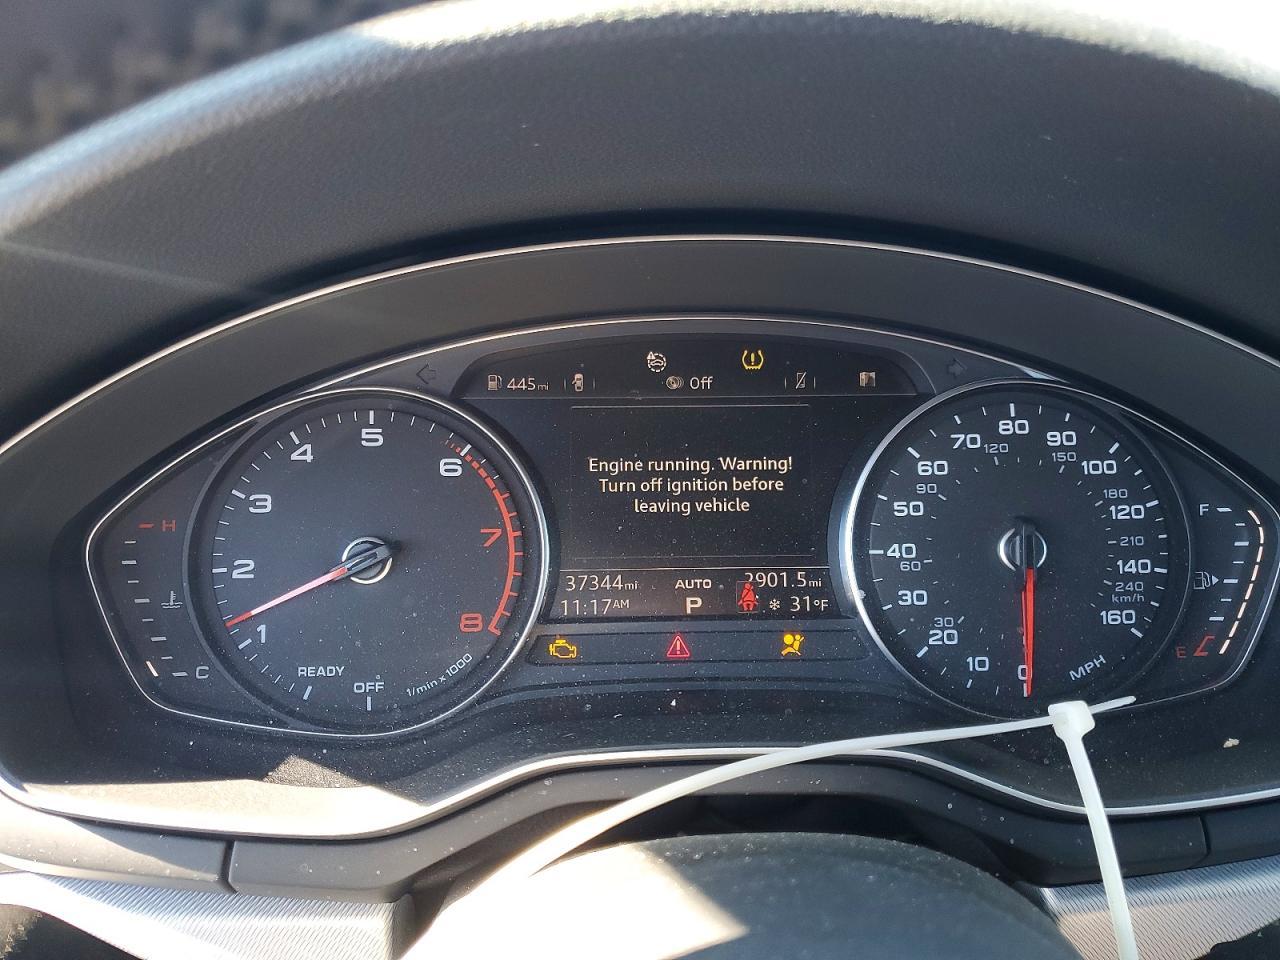 445mi
Off
Engine running. Warning!
Turn off ignition before
leaving vehicle
37344mi AUTO 2901.5mi
11:17AM P 31°F
H
C
1
2
3
4
5
6
7
8
READY
OFF
1/min x 1000
0
10
20
30
40
50
60
70
80
90
100
120
140
160
30
60
90
120
150
180
210
240
km/h
MPH
F
E